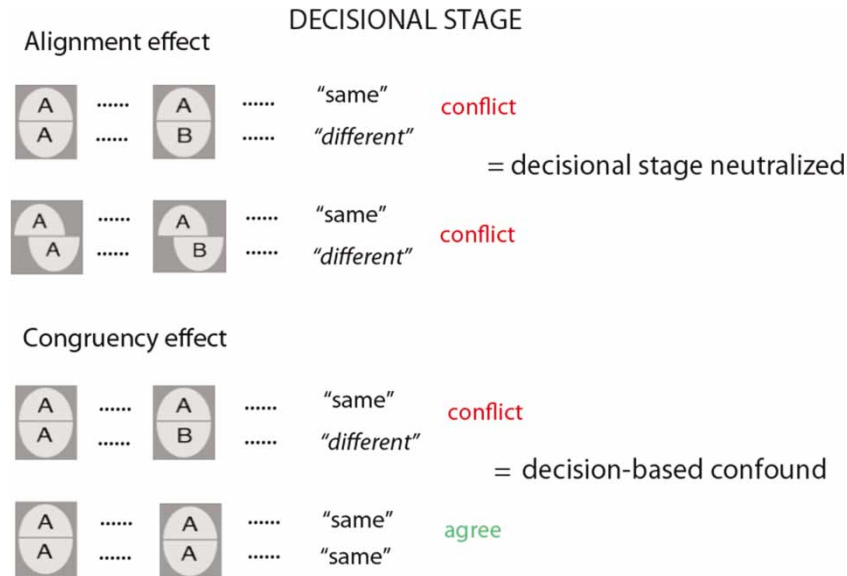 DECISIONAL STAGE
Alignment effect
A ...... A ...... "same" conflict
A ...... B ...... "different"
= decisional stage neutralized
A ...... A ...... "same" conflict
A ...... B ...... "different"
Congruency effect
A ...... A ...... "same" conflict
A ...... B ...... "different"
= decision-based confound
A ...... A ...... "same" agree
A ...... A ...... "same"